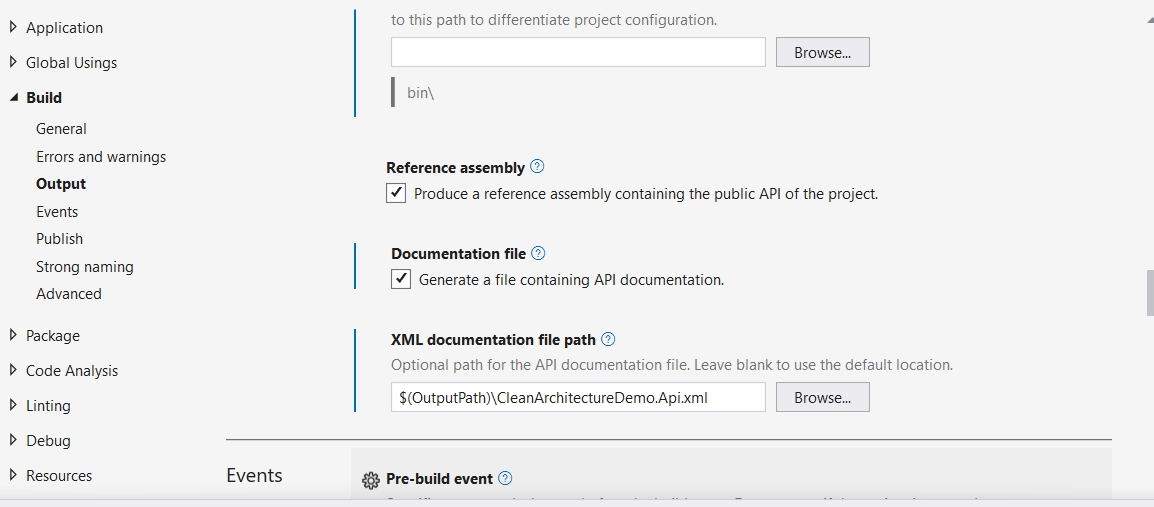 Application
Global Usings
Build
General
Errors and warnings
Output
Events
Publish
Strong naming
Advanced
Package
Code Analysis
Linting
Debug
Resources
to this path to differentiate project configuration.
Browse...
bin\
Reference assembly ?
Produce a reference assembly containing the public API of the project.
Documentation file ?
Generate a file containing API documentation.
XML documentation file path ?
Optional path for the API documentation file. Leave blank to use the default location.
$(OutputPath)\CleanArchitectureDemo.Api.xml Browse...
Events
Pre-build event ?